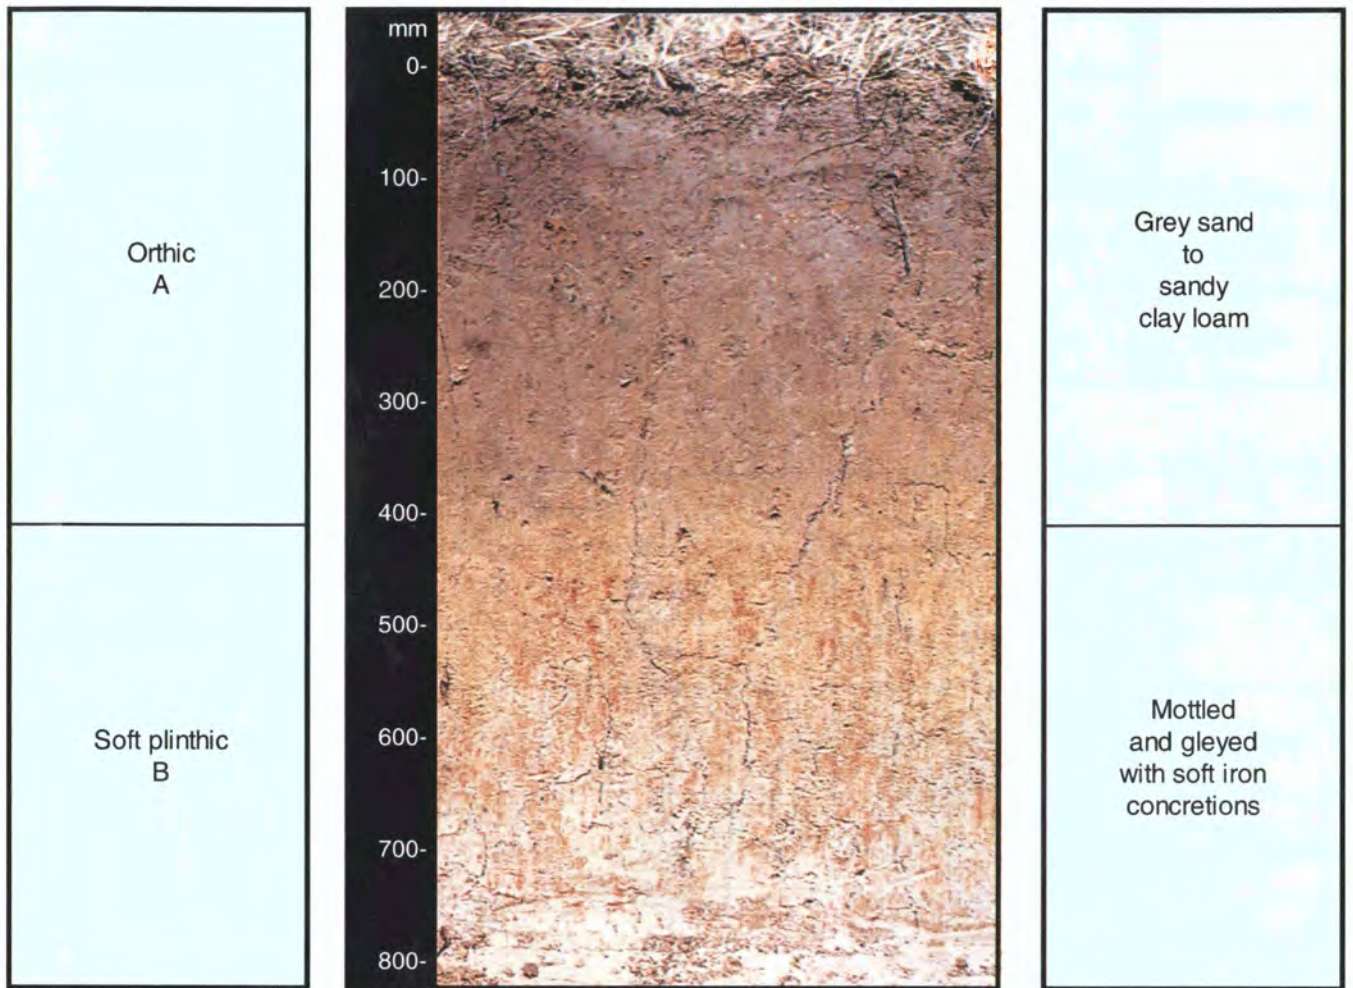 Orthic
A
Soft plinthic
B
mm
0-
100-
200-
300-
400-
500-
600-
700-
800-
Grey sand
to
sandy
clay loam
Mottled
and gleyed
with soft iron
concretions